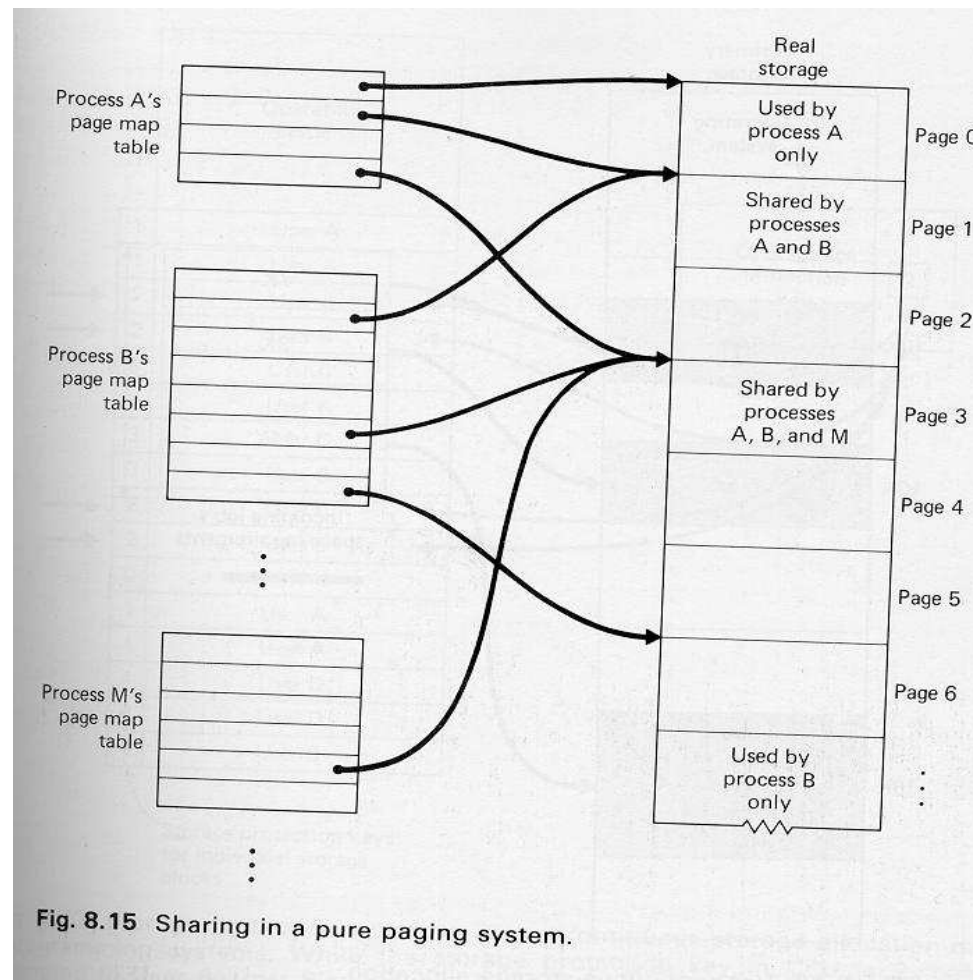 Real
storage
Process A's
page map
table
Used by
process A
only
Page 0
Shared by
processes
A and B
Page 1
Page 2
Process B's
page map
table
Shared by
processes
A, B, and M
Page 3
Page 4
Page 5
Process M's
page map
table
Page 6
Used by
process B
only
Fig. 8.15 Sharing in a pure paging system.